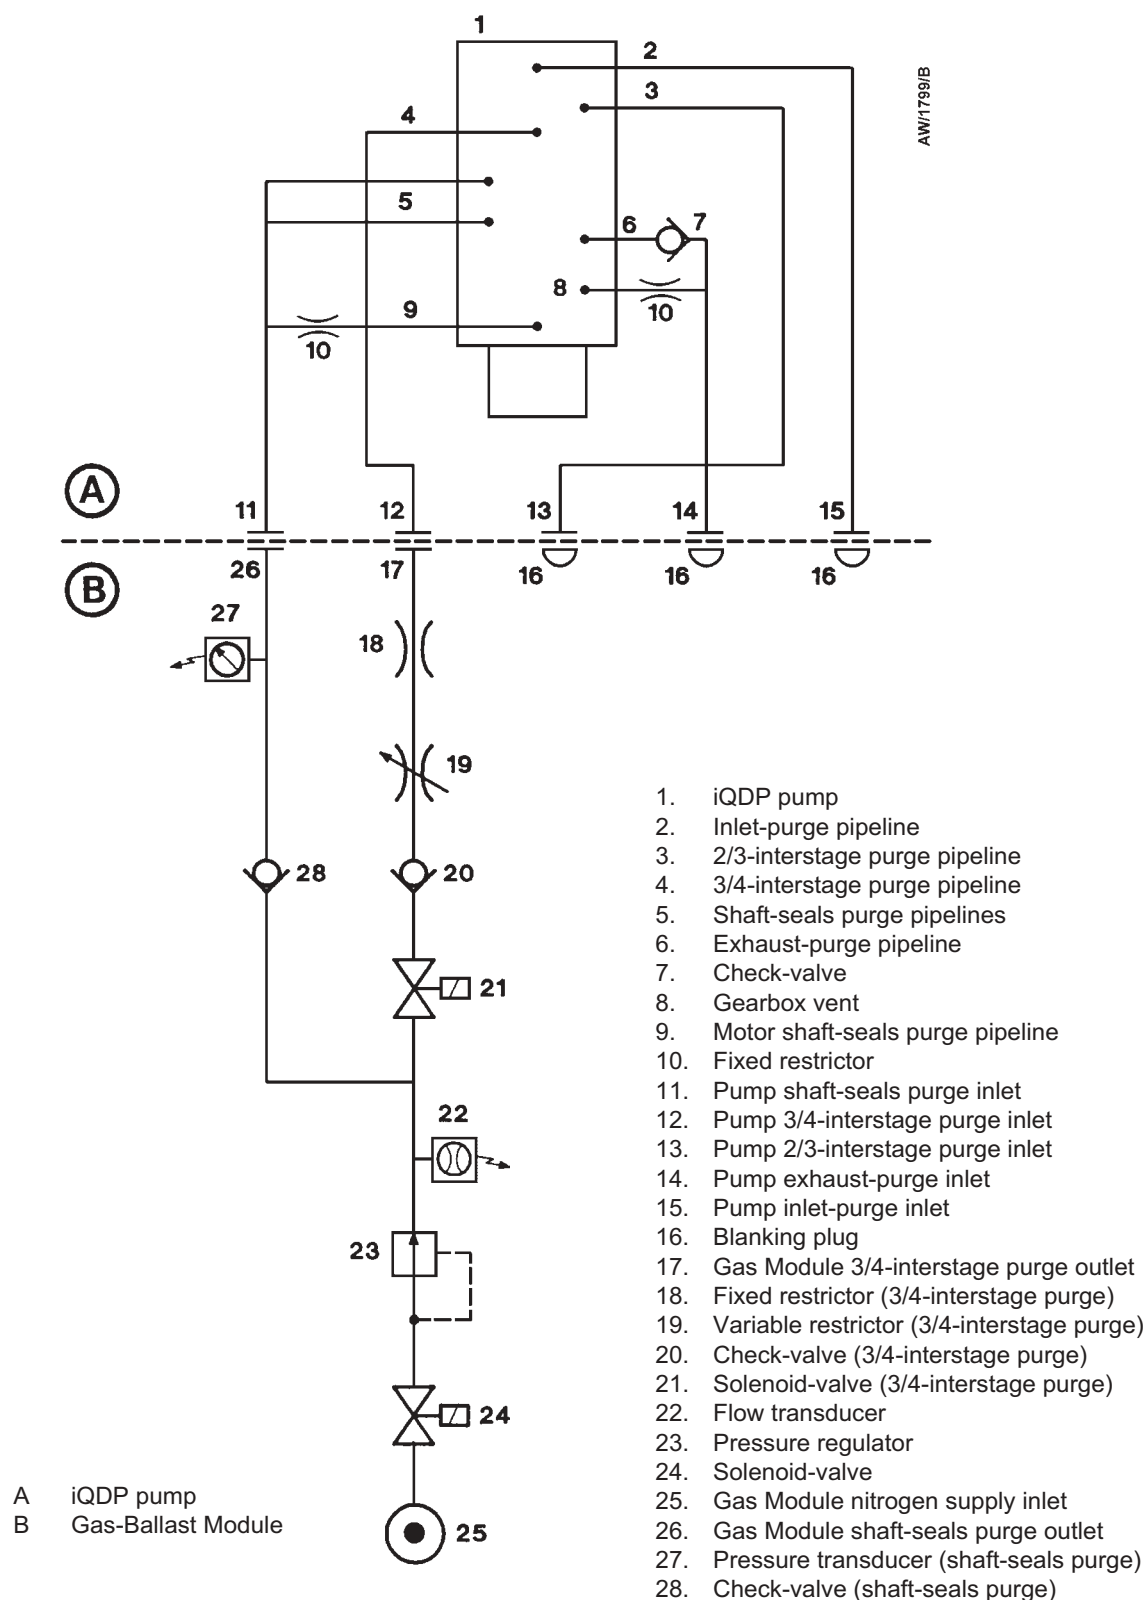 1
2
AW/1799/B
3
4
5
6
7
8
10
9
10
A
11
12
13
14
15
B
26
17
16
16
16
27
18
19
28
20
21
22
23
24
25
1. iQDP pump
2. Inlet-purge pipeline
3. 2/3-interstage purge pipeline
4. 3/4-interstage purge pipeline
5. Shaft-seals purge pipelines
6. Exhaust-purge pipeline
7. Check-valve
8. Gearbox vent
9. Motor shaft-seals purge pipeline
10. Fixed restrictor
11. Pump shaft-seals purge inlet
12. Pump 3/4-interstage purge inlet
13. Pump 2/3-interstage purge inlet
14. Pump exhaust-purge inlet
15. Pump inlet-purge inlet
16. Blanking plug
17. Gas Module 3/4-interstage purge outlet
18. Fixed restrictor (3/4-interstage purge)
19. Variable restrictor (3/4-interstage purge)
20. Check-valve (3/4-interstage purge)
21. Solenoid-valve (3/4-interstage purge)
22. Flow transducer
23. Pressure regulator
24. Solenoid-valve
25. Gas Module nitrogen supply inlet
26. Gas Module shaft-seals purge outlet
27. Pressure transducer (shaft-seals purge)
28. Check-valve (shaft-seals purge)
A iQDP pump
B Gas-Ballast Module